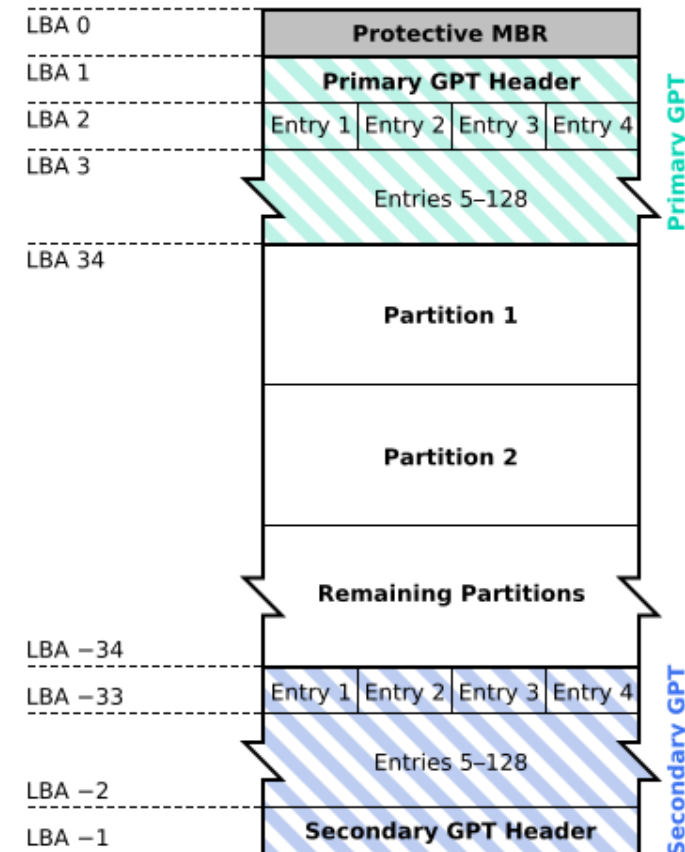 LBA 0
Protective MBR
LBA 1
Primary GPT Header
LBA 2
Entry 1 Entry 2 Entry 3 Entry 4
LBA 3
Entries 5–128
Primary GPT
LBA 34
Partition 1
Partition 2
Remaining Partitions
LBA −34
LBA −33
Entry 1 Entry 2 Entry 3 Entry 4
Entries 5–128
LBA −2
LBA −1
Secondary GPT Header
Secondary GPT